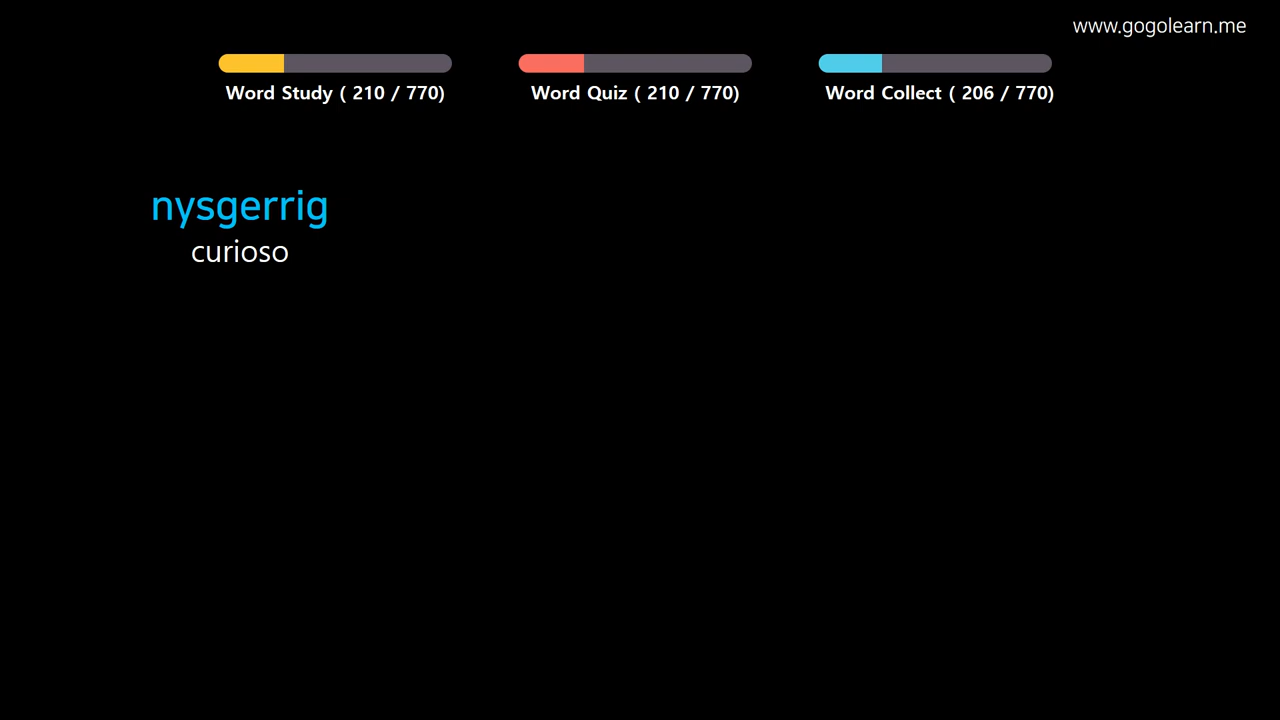 www.gogolearn.me
Word Study ( 210 / 770)
Word Quiz ( 210 / 770)
Word Collect ( 206 / 770)
nysgerrig
curioso